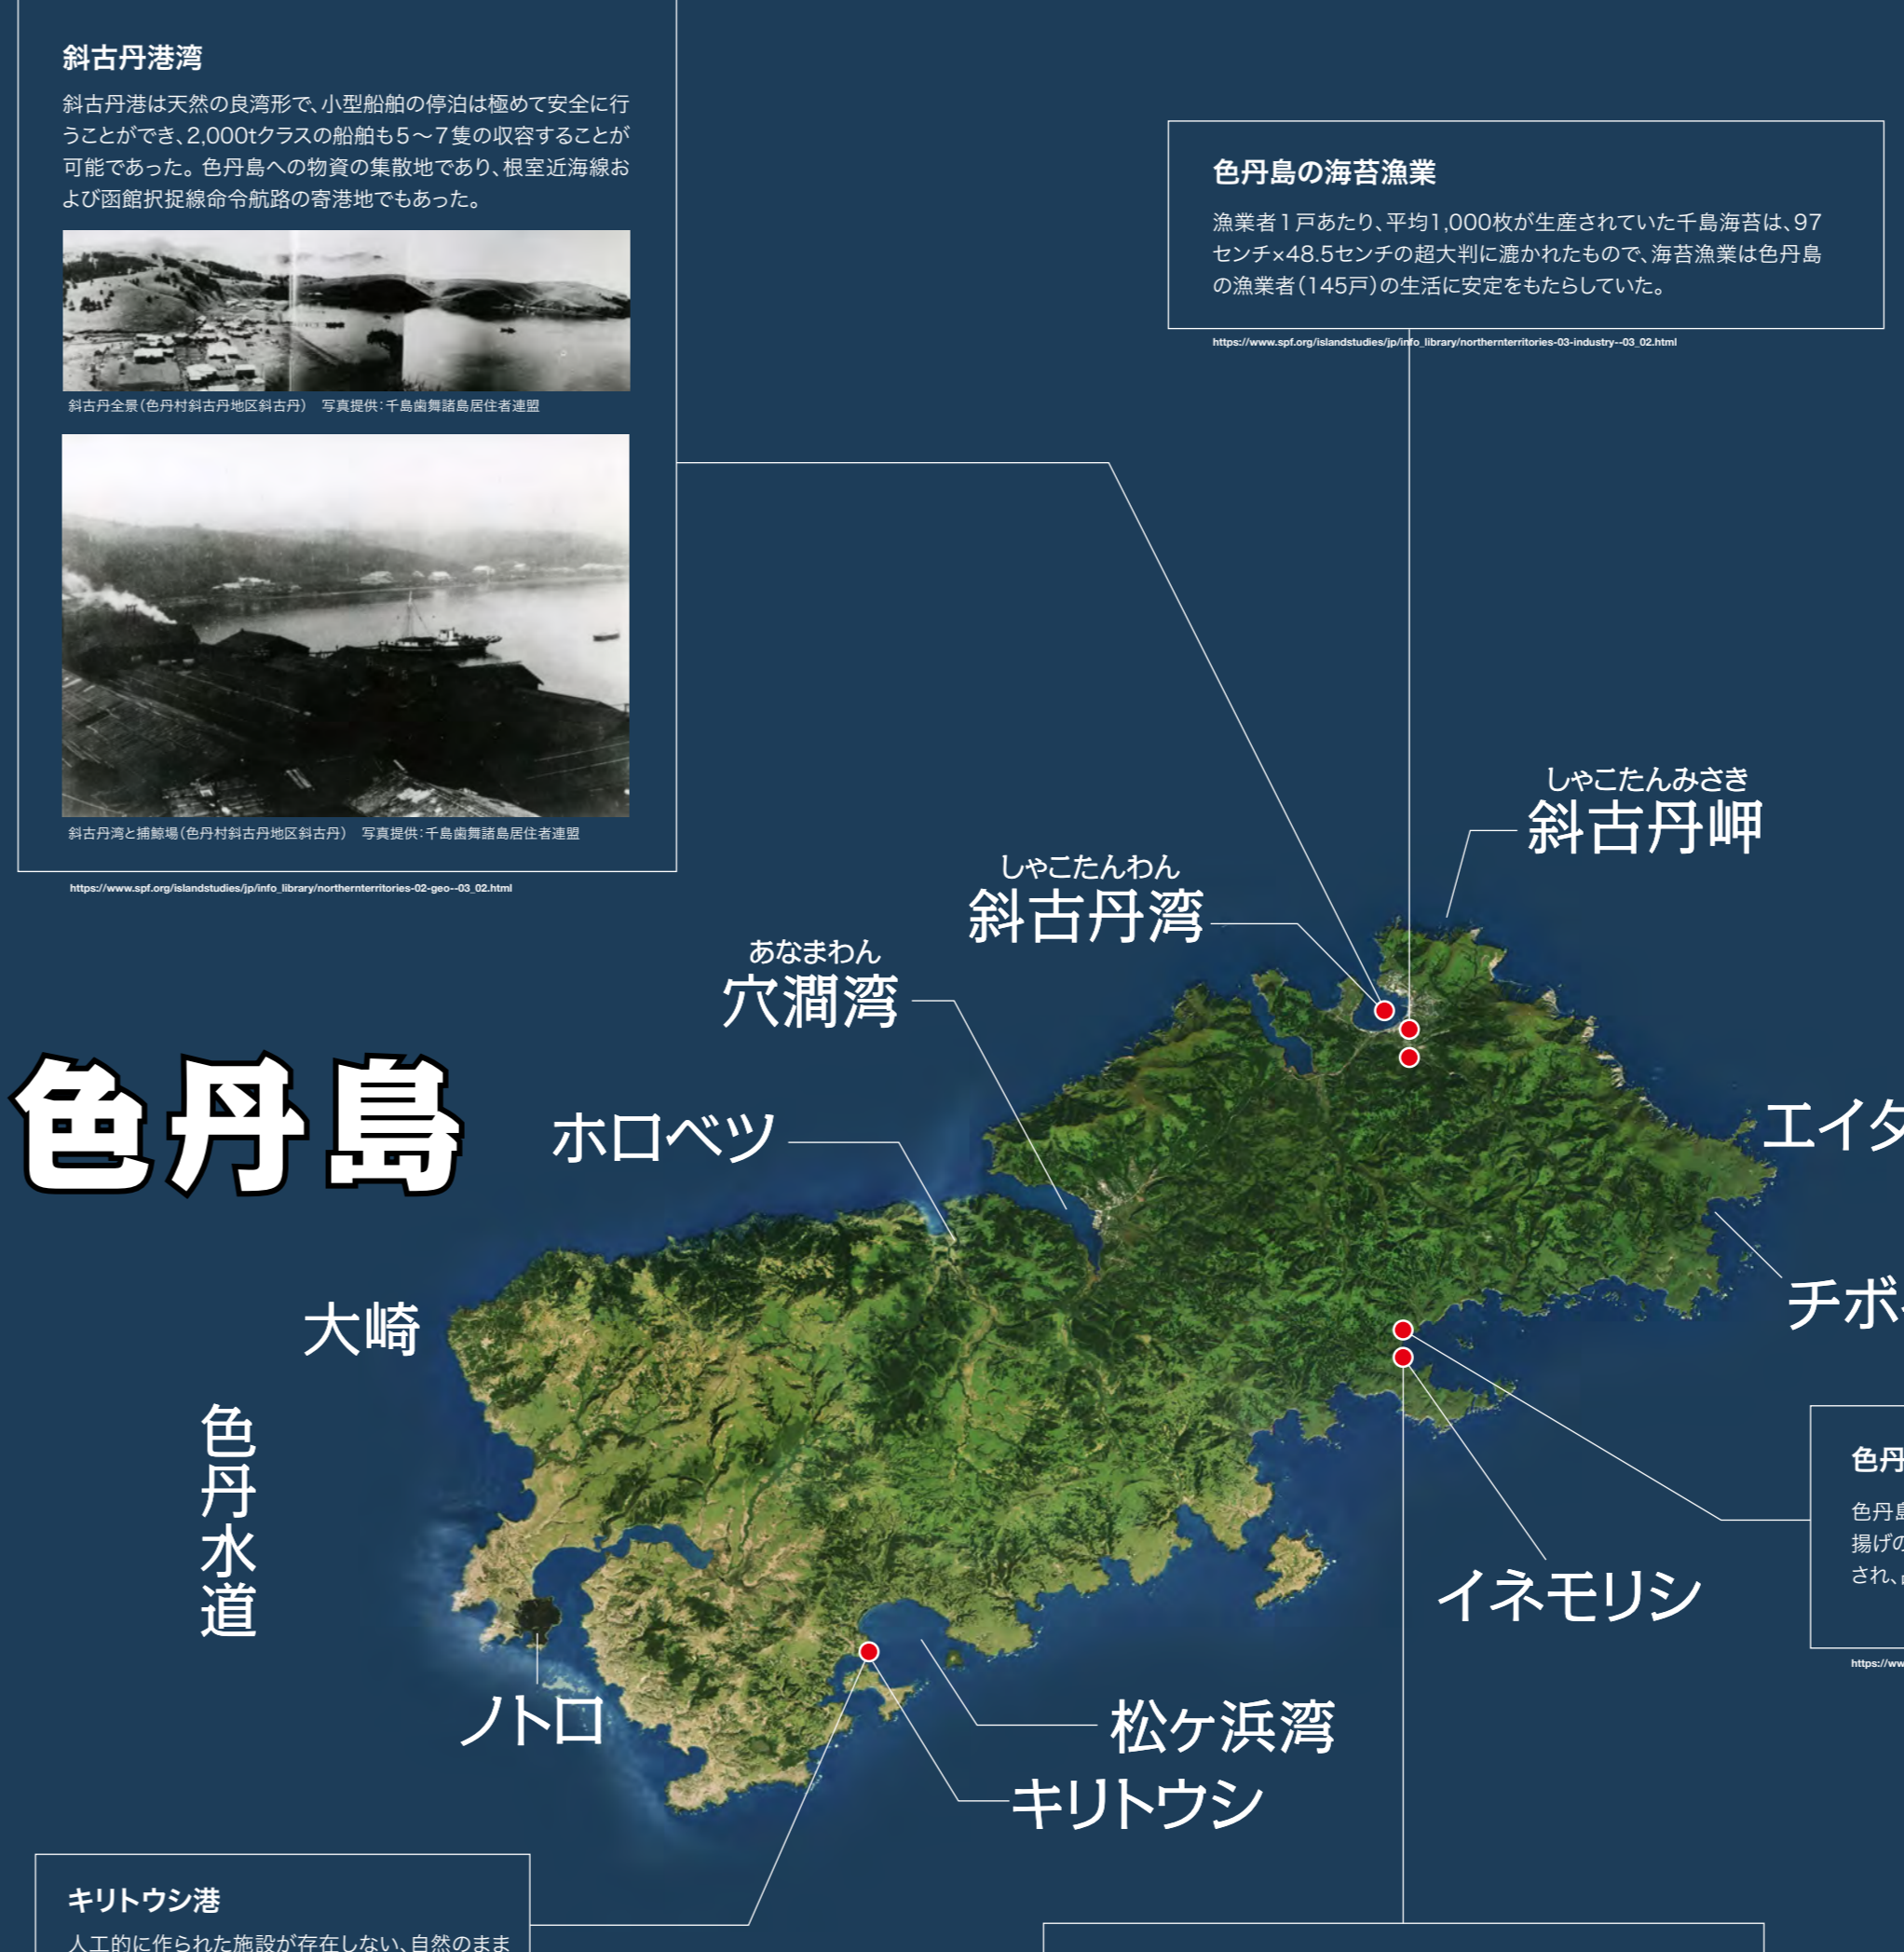 斜古丹港湾
斜古丹港は天然の良湾形で、小型船舶の停泊は極めて安全に行
うことができ、2,000tクラスの船舶も5〜7隻の収容することが
可能であった。色丹島への物資の集散地であり、根室近海線お
よび函館択捉線命令航路の寄港地でもあった。
斜古丹全景(色丹村斜古丹地区斜古丹) 写真提供:千島歯舞諸島居住者連盟
斜古丹湾と捕鯨場(色丹村斜古丹地区斜古丹) 写真提供:千島歯舞諸島居住者連盟
https://www.spf.org/islandstudies/jp/info_library/northernterritories-02-geo--03_02.html
色丹島の海苔漁業
漁業者1戸あたり、平均1,000枚が生産されていた千島海苔は、97
センチ×48.5センチの超大判に漉かれたもので、海苔漁業は色丹島
の漁業者(145戸)の生活に安定をもたらしていた。
https://www.spf.org/islandstudies/jp/info_library/northernterritories-03-industry--03_02.html
しゃこたんみさき
斜古丹岬
しゃこたんわん
斜古丹湾
あなまわん
穴澗湾
色丹島
ホロベツ
エイタ
大崎
チボ
色丹水道
色丹
色丹島
揚げの
され、
https://ww
イネモリシ
ノトロ
松ヶ浜湾
キリトウシ
キリトウシ港
人工的に作られた施設が存在しない、自然のまま